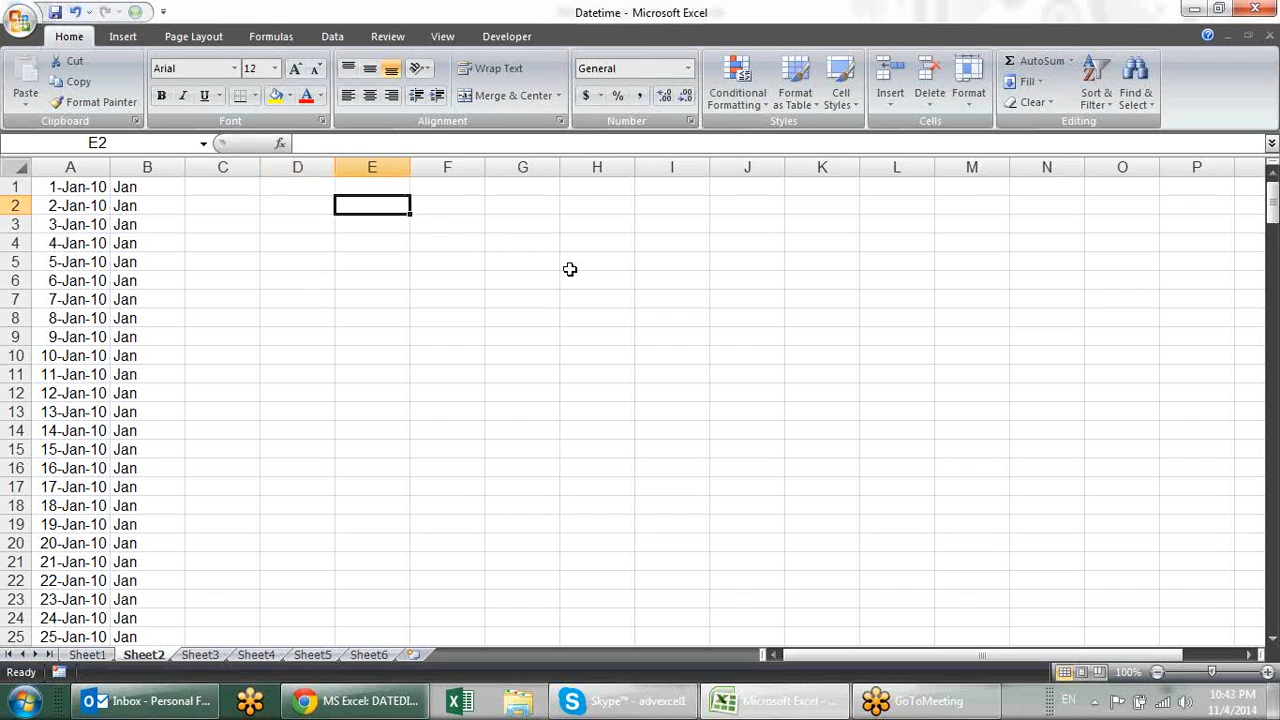 Datetime - Microsoft Excel
Home Insert Page Layout Formulas Data Review View Developer
Paste
Cut
Copy
Format Painter
Clipboard
Arial 12
B I U
Font
Wrap Text
Merge & Center
Alignment
General
$ % ,
Number
Conditional Formatting
Format as Table
Cell Styles
Styles
Insert
Delete
Format
Cells
Σ AutoSum
Fill
Clear
Sort & Filter
Find & Select
Editing
E2 fx
A B C D E F G H I J K L M N O P
1 1-Jan-10 Jan
2 2-Jan-10 Jan
3 3-Jan-10 Jan
4 4-Jan-10 Jan
5 5-Jan-10 Jan
6 6-Jan-10 Jan
7 7-Jan-10 Jan
8 8-Jan-10 Jan
9 9-Jan-10 Jan
10 10-Jan-10 Jan
11 11-Jan-10 Jan
12 12-Jan-10 Jan
13 13-Jan-10 Jan
14 14-Jan-10 Jan
15 15-Jan-10 Jan
16 16-Jan-10 Jan
17 17-Jan-10 Jan
18 18-Jan-10 Jan
19 19-Jan-10 Jan
20 20-Jan-10 Jan
21 21-Jan-10 Jan
22 22-Jan-10 Jan
23 23-Jan-10 Jan
24 24-Jan-10 Jan
25 25-Jan-10 Jan
Sheet1 Sheet2 Sheet3 Sheet4 Sheet5 Sheet6
Ready 100%
Inbox - Personal F... MS Excel: DATEDI... Skype™ - advexcel1 Microsoft Excel - ... GoToMeeting EN 10:43 PM
11/4/2014